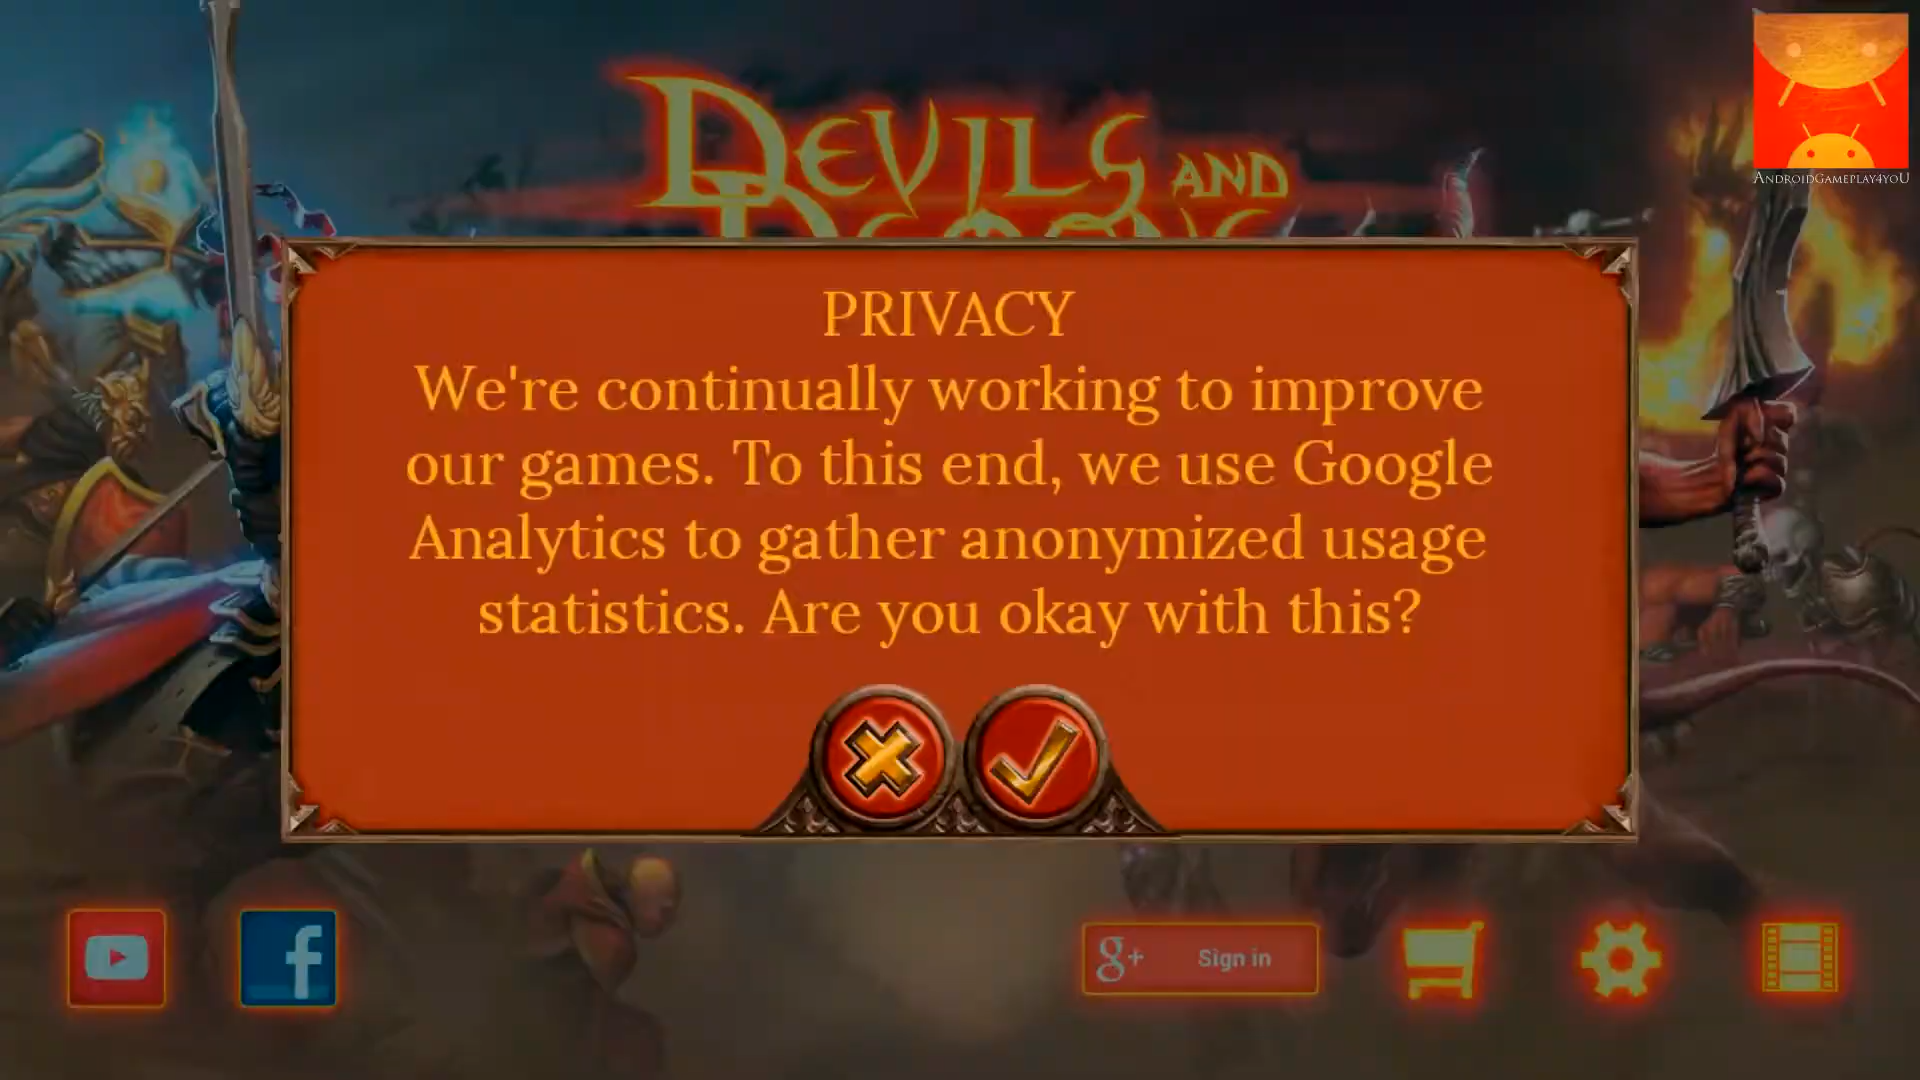 DEVILS AND
ANDROIDGAMEPLAY4YOU
PRIVACY
We're continually working to improve
our games. To this end, we use Google
Analytics to gather anonymized usage
statistics. Are you okay with this?
f
g+ Sign in